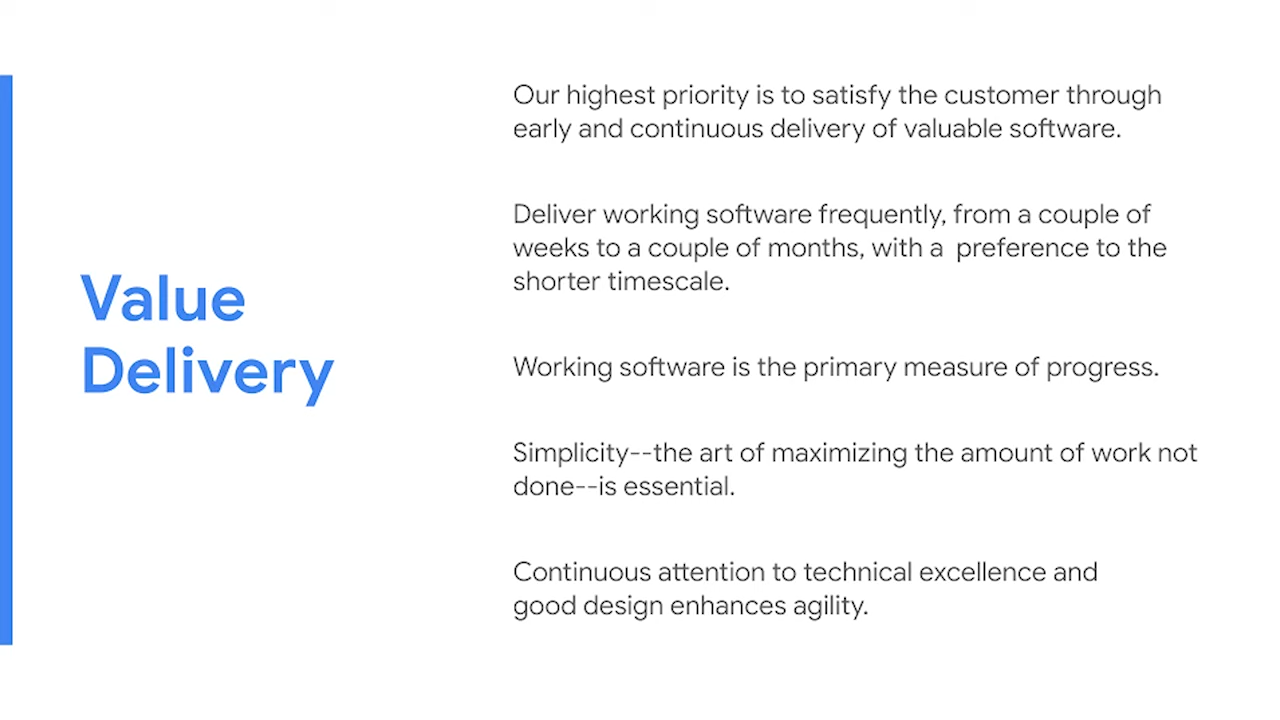 Value
Delivery
Our highest priority is to satisfy the customer through
early and continuous delivery of valuable software.
Deliver working software frequently, from a couple of
weeks to a couple of months, with a  preference to the
shorter timescale.
Working software is the primary measure of progress.
Simplicity--the art of maximizing the amount of work not
done--is essential.
Continuous attention to technical excellence and
good design enhances agility.